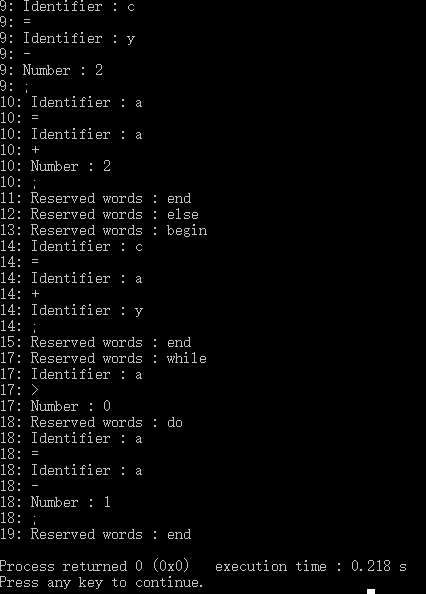 9: Identifier : c
9: =
9: Identifier : y
9: -
9: Number : 2
9: ;
10: Identifier : a
10: =
10: Identifier : a
10: +
10: Number : 2
10: ;
11: Reserved words : end
12: Reserved words : else
13: Reserved words : begin
14: Identifier : c
14: =
14: Identifier : a
14: +
14: Identifier : y
14: ;
15: Reserved words : end
17: Reserved words : while
17: Identifier : a
17: >
17: Number : 0
18: Reserved words : do
18: Identifier : a
18: =
18: Identifier : a
18: -
18: Number : 1
18: ;
19: Reserved words : end
Process returned 0 (0x0)   execution time : 0.218 s
Press any key to continue.